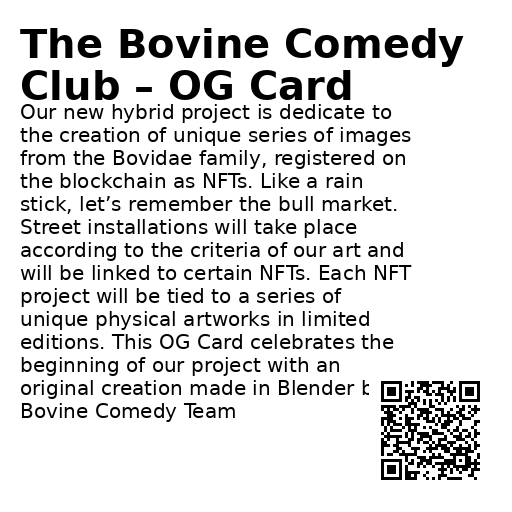 The Bovine Comedy
Club – OG Card
Our new hybrid project is dedicate to
the creation of unique series of images
from the Bovidae family, registered on
the blockchain as NFTs. Like a rain
stick, let’s remember the bull market.
Street installations will take place
according to the criteria of our art and
will be linked to certain NFTs. Each NFT
project will be tied to a series of
unique physical artworks in limited
editions. This OG Card celebrates the
beginning of our project with an
original creation made in Blender
Bovine Comedy Team